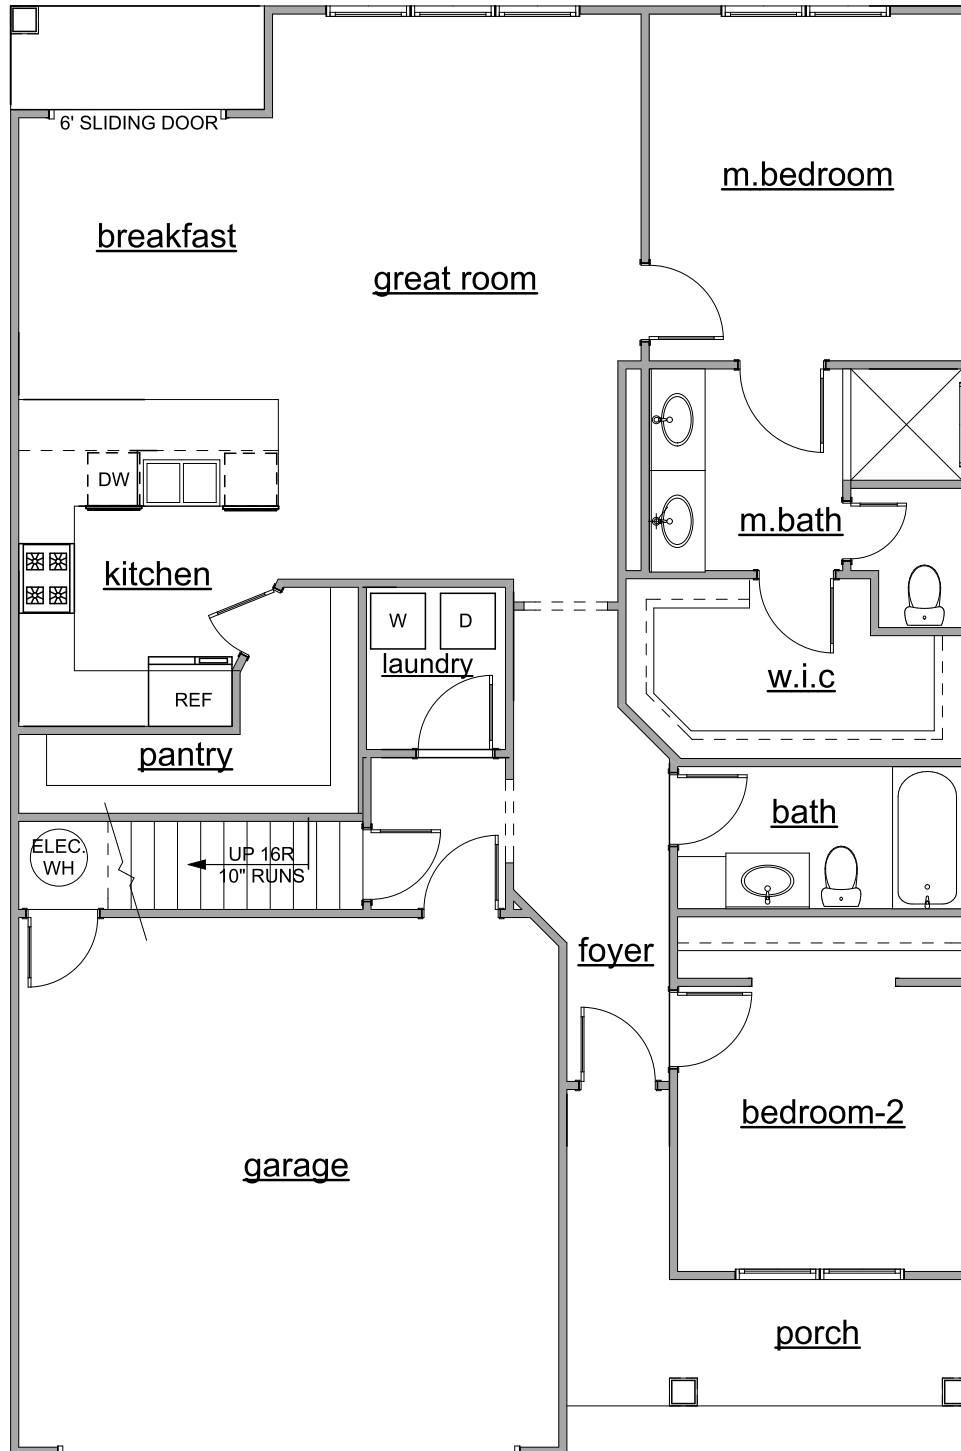 6' SLIDING DOOR
m.bedroom
breakfast
great room
DW
m.bath
kitchen
W
D
laundry
w.i.c
REF
pantry
bath
ELEC.
WH
UP 16R
10" RUNS
foyer
bedroom-2
garage
porch